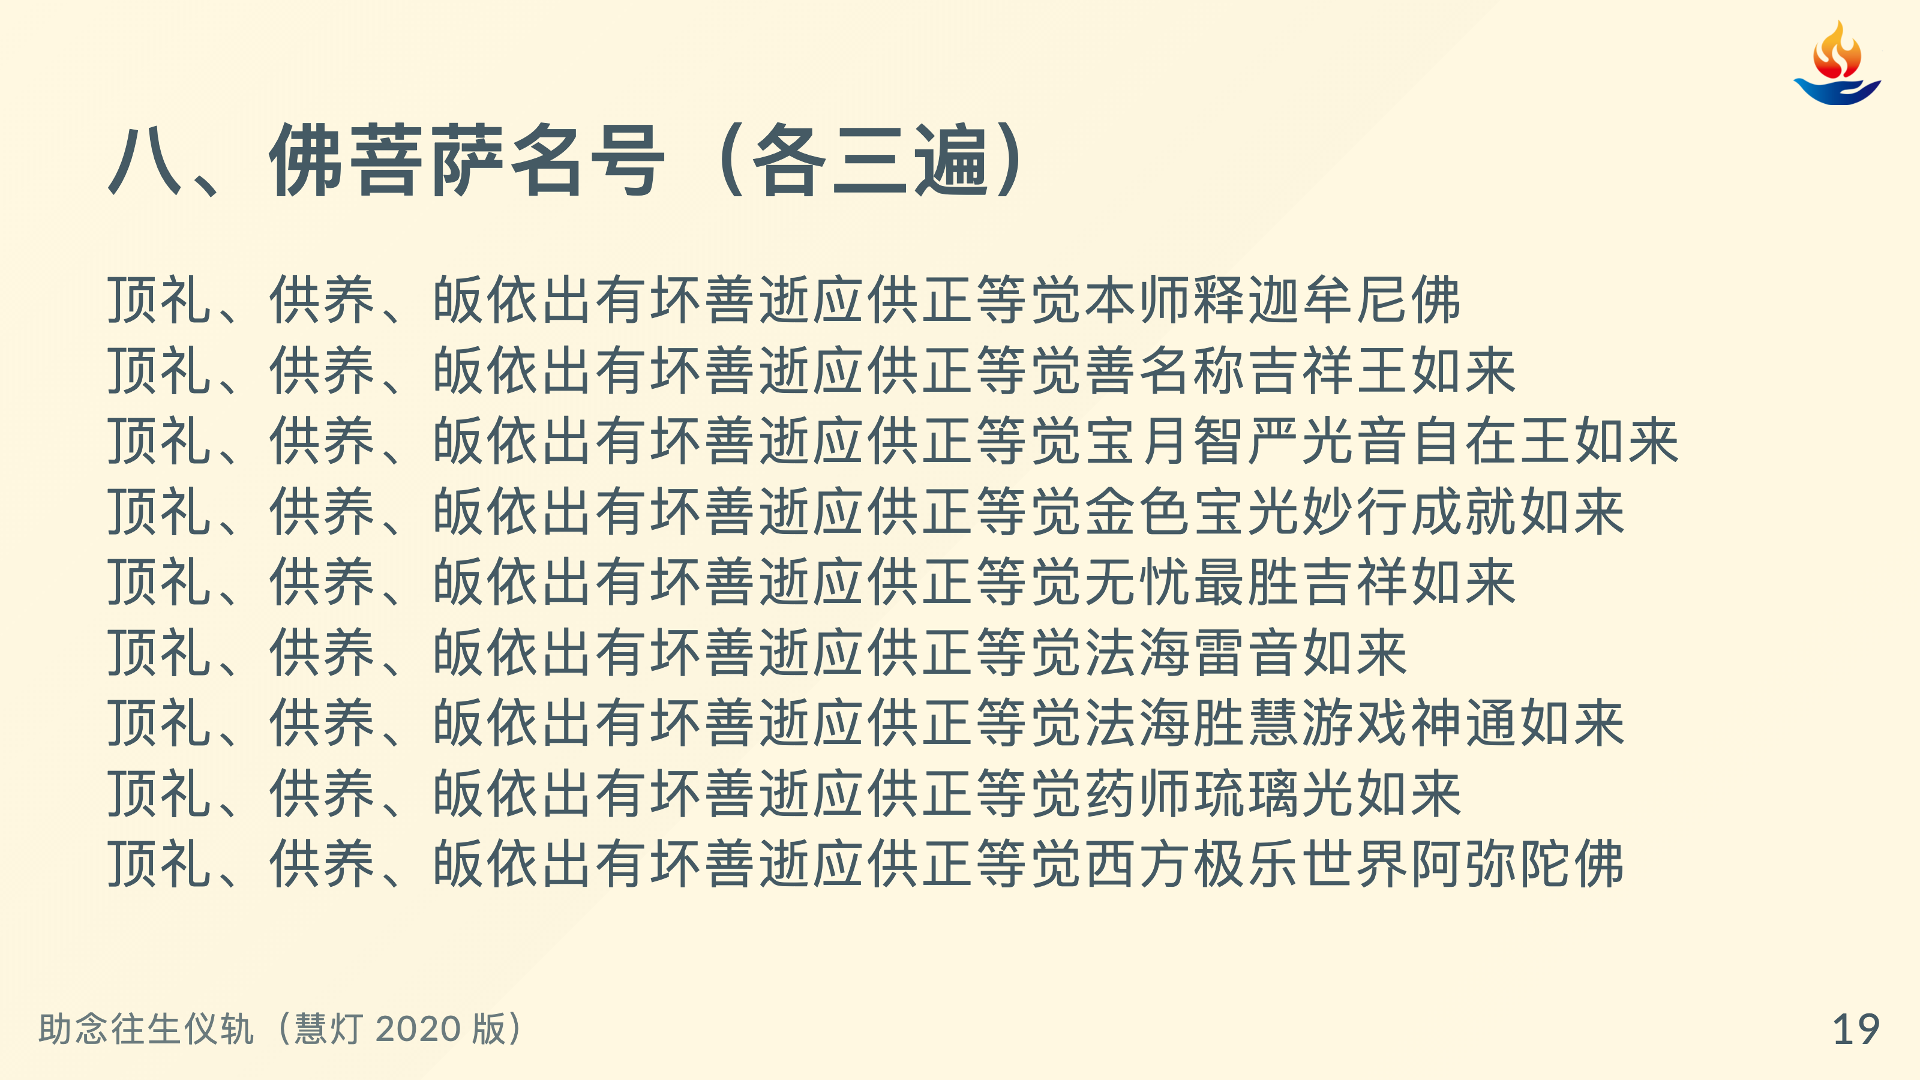 八、佛菩萨名号（各三遍）
顶礼、供养、皈依出有坏善逝应供正等觉本师释迦牟尼佛
顶礼、供养、皈依出有坏善逝应供正等觉善名称吉祥王如来
顶礼、供养、皈依出有坏善逝应供正等觉宝月智严光音自在王如来
顶礼、供养、皈依出有坏善逝应供正等觉金色宝光妙行成就如来
顶礼、供养、皈依出有坏善逝应供正等觉无忧最胜吉祥如来
顶礼、供养、皈依出有坏善逝应供正等觉法海雷音如来
顶礼、供养、皈依出有坏善逝应供正等觉法海胜慧游戏神通如来
顶礼、供养、皈依出有坏善逝应供正等觉药师琉璃光如来
顶礼、供养、皈依出有坏善逝应供正等觉西方极乐世界阿弥陀佛
助念往生仪轨（慧灯 2020 版）
19